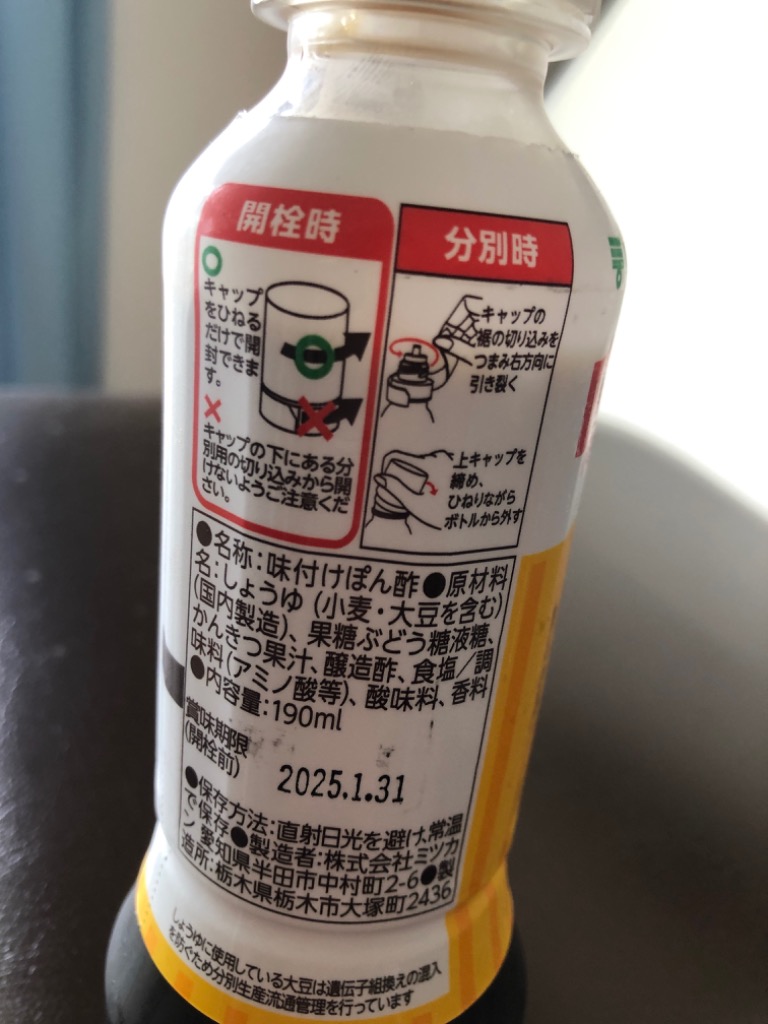 開栓時
キャップ
をひねる
だけで開
封できま
す。
キャップの下にある分
別用の切り込みから開
けないようご注意くだ
さい。
分別時
キャップの
裾の切り込みを
つまみ右方向に
引き裂く
上キャップを
締め、
ひねりながら
ボトルから外す
●名称:味付けぽん酢●原材料
名:しょうゆ(小麦・大豆を含む)
(国内製造)、果糖ぶどう糖液糖、
かんきつ果汁、醸造酢、食塩/調
味料(アミノ酸等)、酸味料、香料
●内容量:190ml
賞味期限
(開栓前)
2025.1.31
●保存方法:直射日光を避け、常温
で保存●製造者:株式会社ミツカ
ン 愛知県半田市中村町2-6●製
造所:栃木県栃木市大塚町2436
しょうゆに使用している大豆は遺伝子組換えの混入
を防ぐため分別生産流通管理を行っています